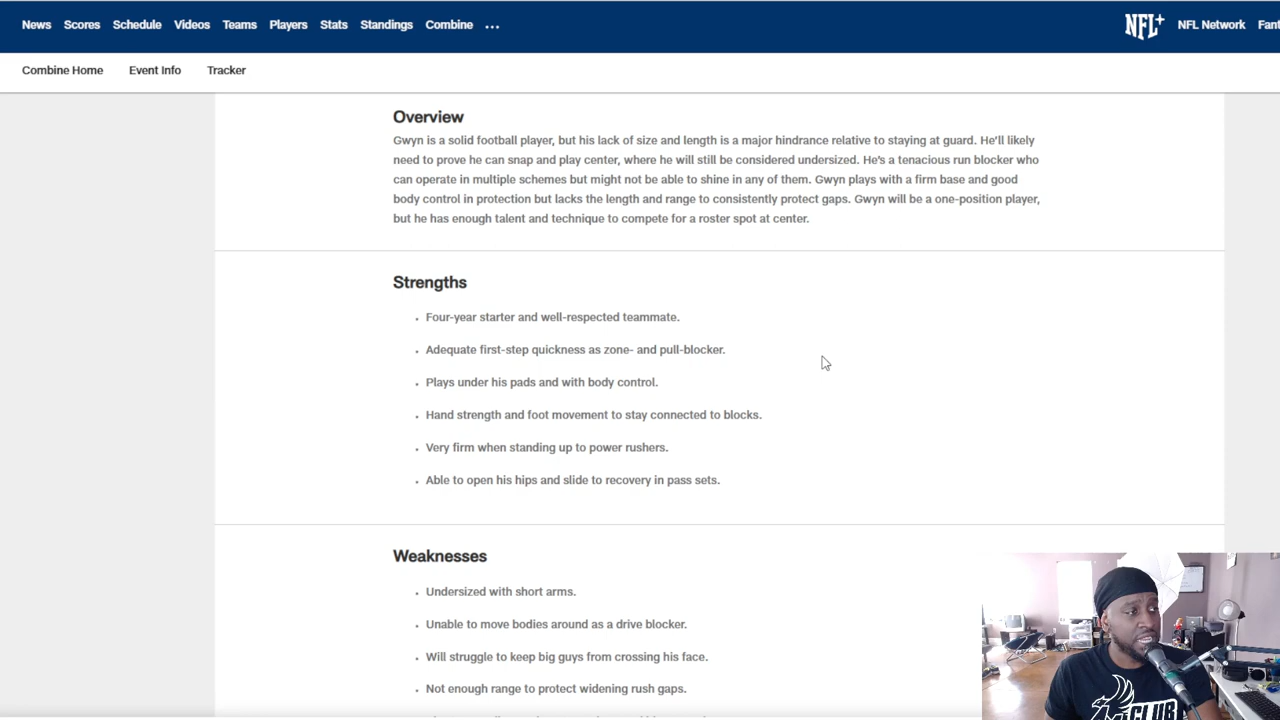 News Scores Schedule Videos Teams Players Stats Standings Combine ... NFL+ NFL Network
Combine Home Event Info Tracker
Overview
Gwyn is a solid football player, but his lack of size and length is a major hindrance relative to staying at guard. He'll likely
need to prove he can snap and play center, where he will still be considered undersized. He's a tenacious run blocker who
can operate in multiple schemes but might not be able to shine in any of them. Gwyn plays with a firm base and good
body control in protection but lacks the length and range to consistently protect gaps. Gwyn will be a one-position player,
but he has enough talent and technique to compete for a roster spot at center.
Strengths
• Four-year starter and well-respected teammate.
• Adequate first-step quickness as zone- and pull-blocker.
• Plays under his pads and with body control.
• Hand strength and foot movement to stay connected to blocks.
• Very firm when standing up to power rushers.
• Able to open his hips and slide to recovery in pass sets.
Weaknesses
• Undersized with short arms.
• Unable to move bodies around as a drive blocker.
• Will struggle to keep big guys from crossing his face.
• Not enough range to protect widening rush gaps.
CLUB